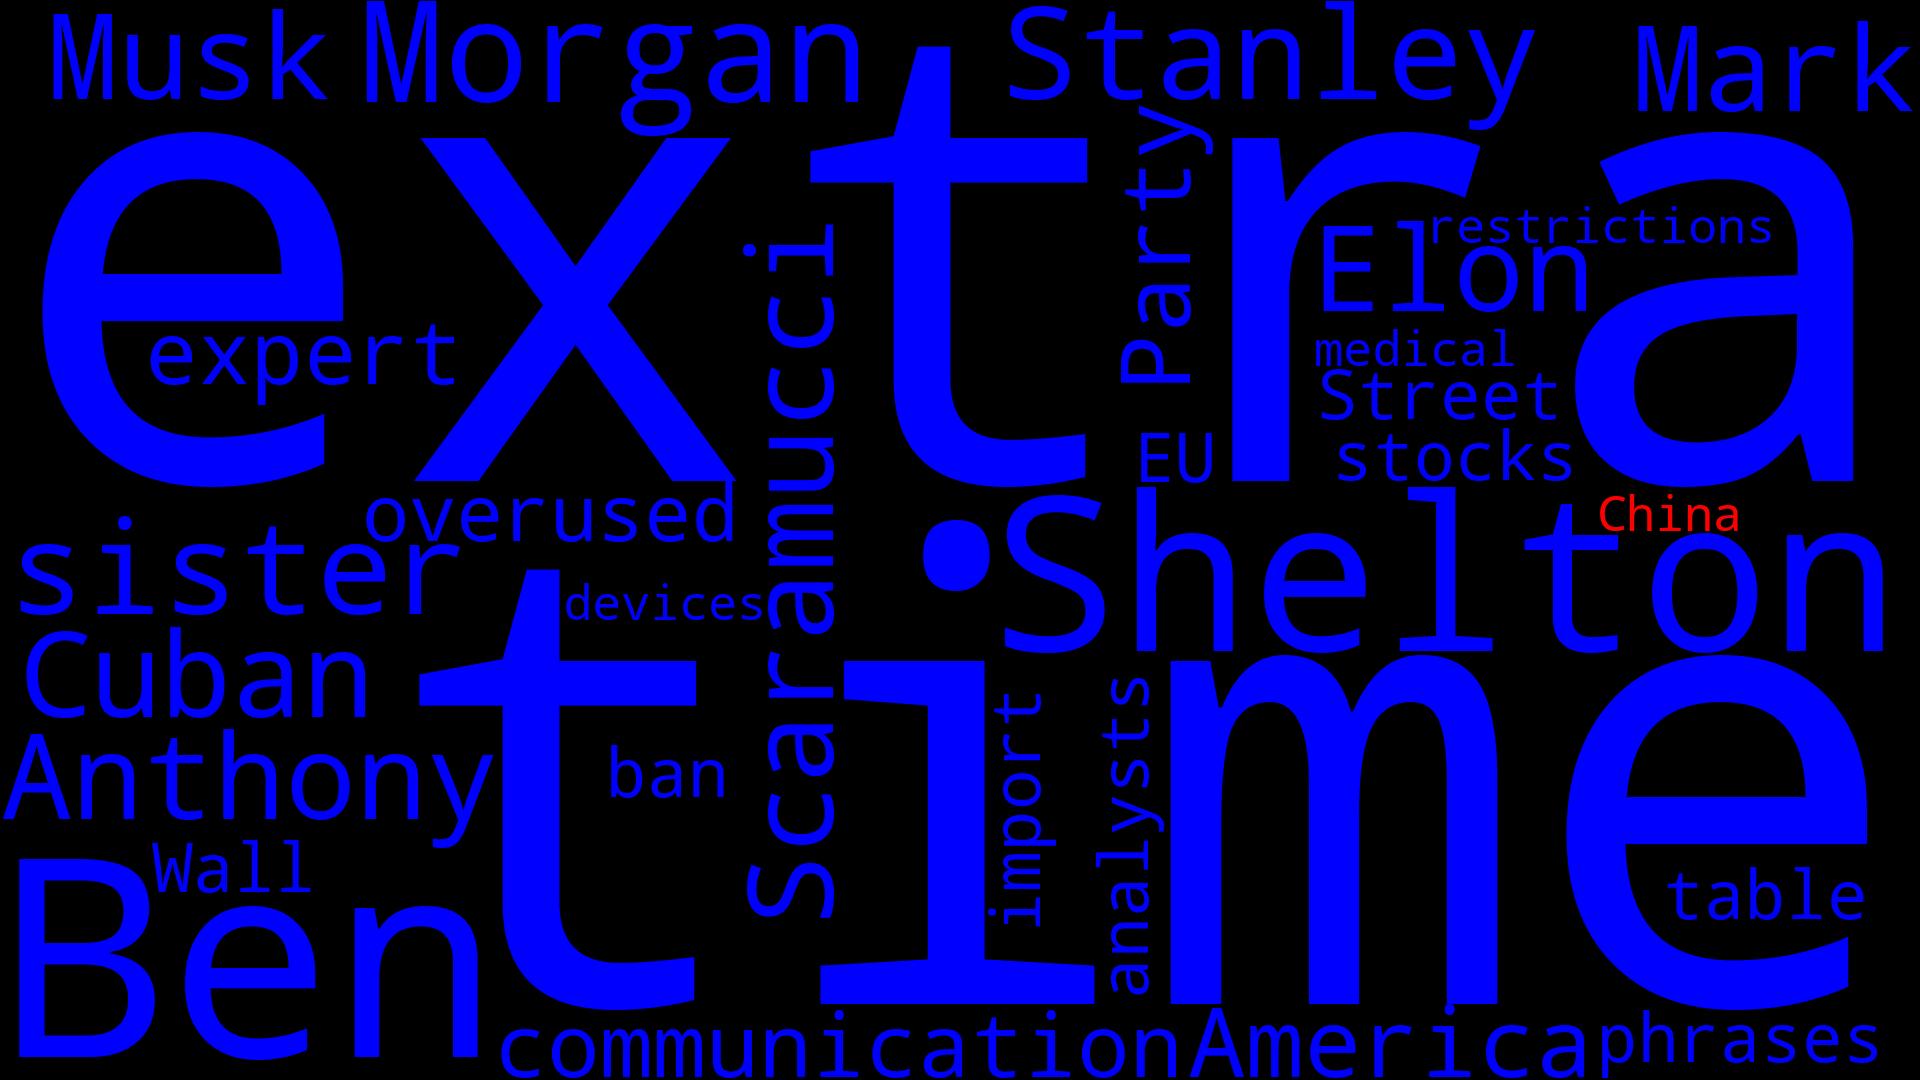 Musk Morgan Stanley Mark
extra
Party
restrictions
Elon
Scaramucci
expert
medical
Street
EU
stocks
overused
China
Shelton
sister
devices
time
Cuban
import
analysts
Anthony
ban
Wall
table
Ben
communication America phrases